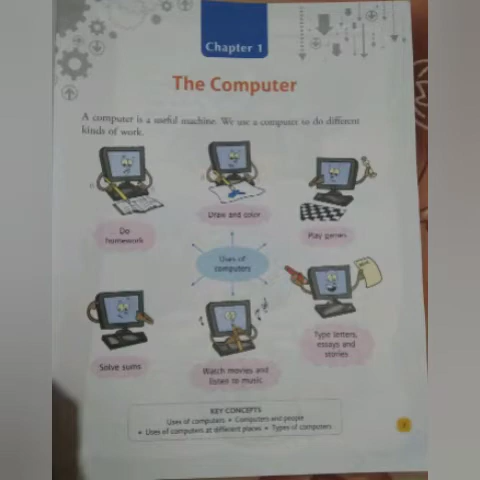 Chapter 1
The Computer
A computer is a useful machine. We use a computer to do different
kinds of work.
Do
homework
Draw and color
Play games
Uses of
computers
Solve sums
Watch movies and
listen to music
Type letters,
essays and
stories
KEY CONCEPTS
Uses of computers • Computers and people
• Uses of computers at different places • Types of computers